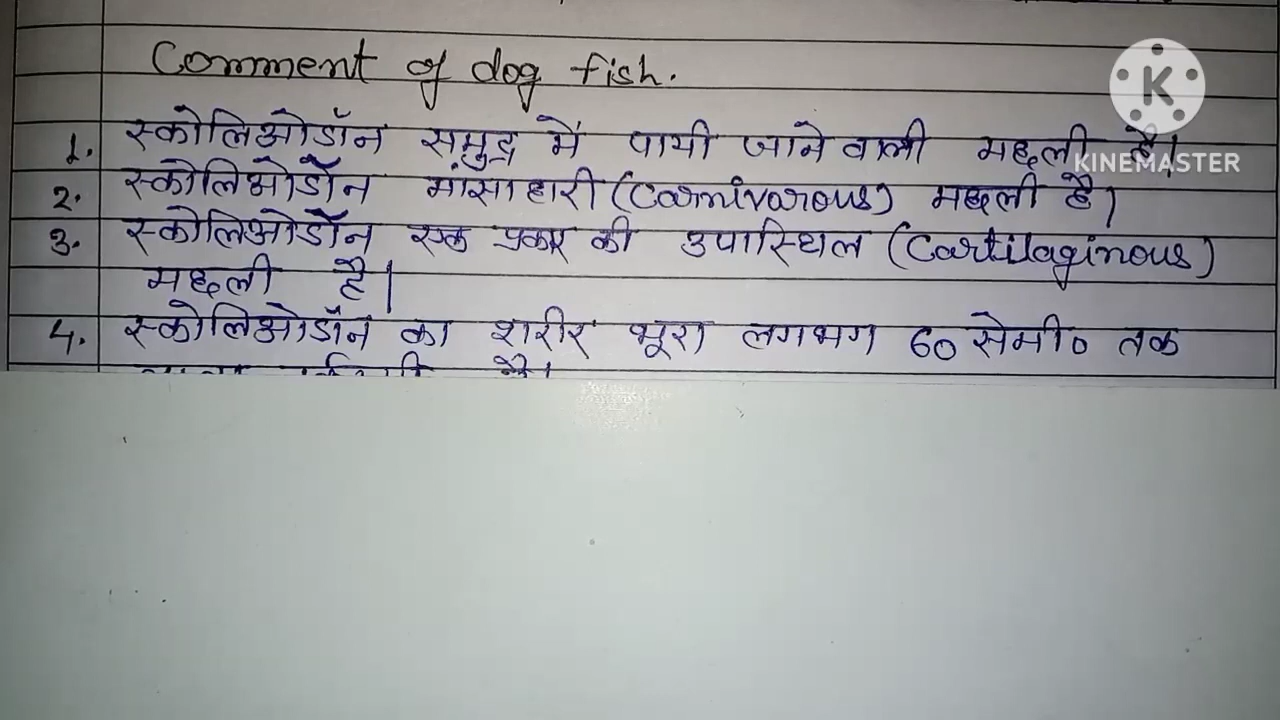 Comment of dog fish.
1. स्कोलिओडॉन समुद्र में पायी जाने वाली मछली है।
KINEMASTER
2. स्कोलिओडॉन मांसाहारी (Carnivarous) मछली है।
3. स्कोलिओडॉन एक प्रकार की उपास्थिल (Cartilaginous)
मछली है।
4. स्कोलिओडॉन का शरीर भूरा लगभग 60 सेमी० तक
है।